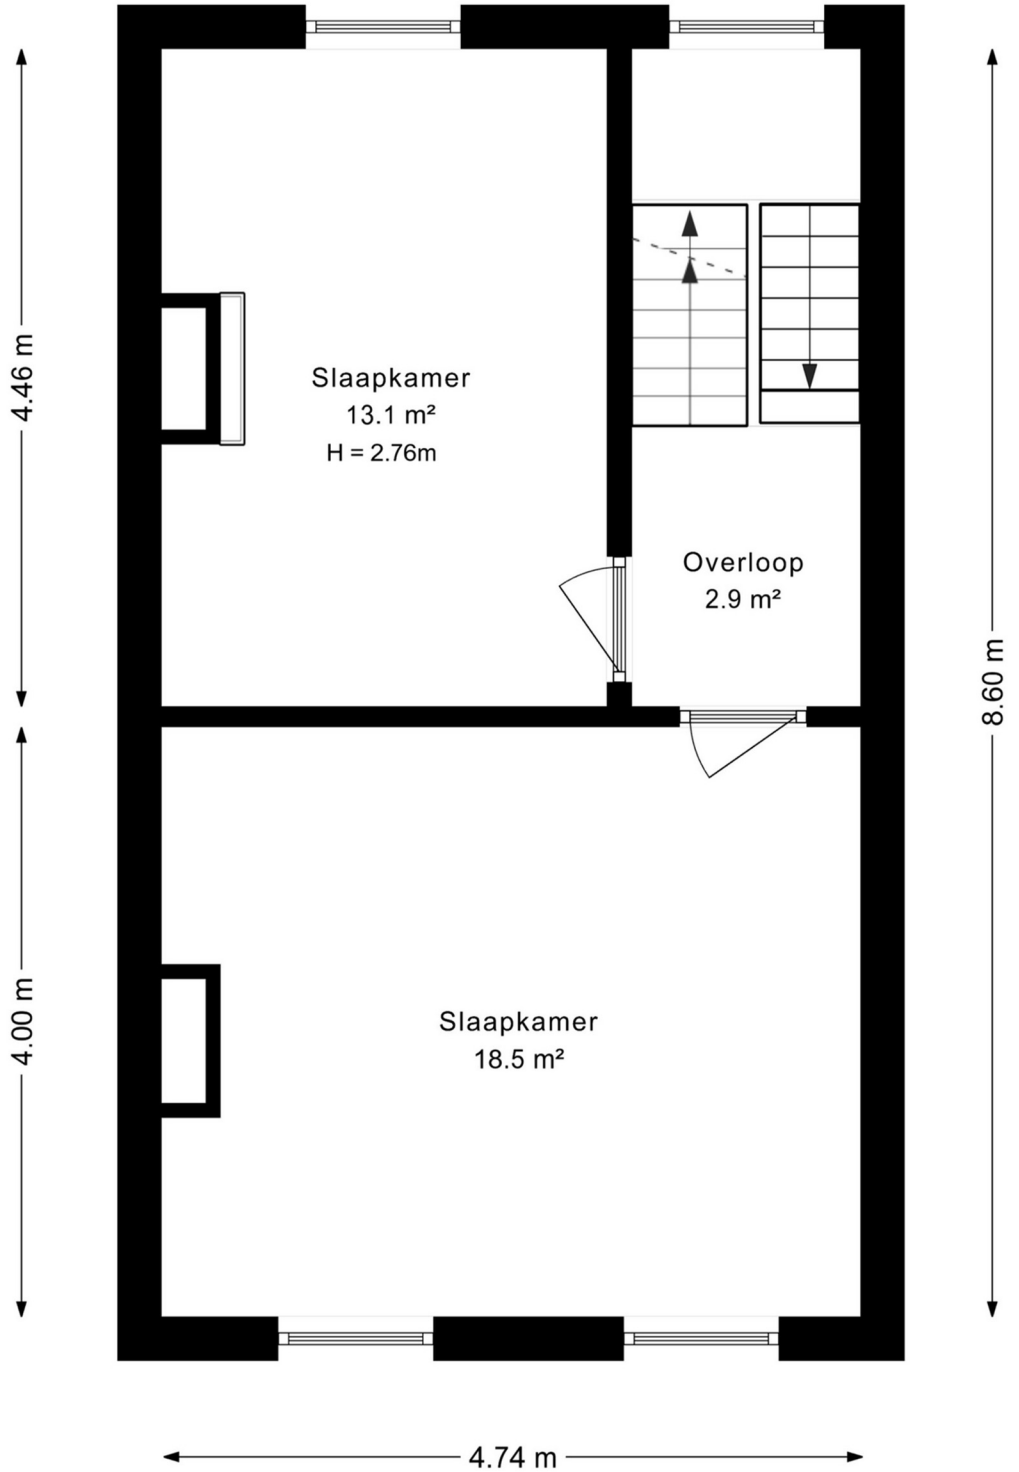 4.46 m
Slaapkamer
13.1 m²
H = 2.76m
Overloop
2.9 m²
8.60 m
4.00 m
Slaapkamer
18.5 m²
4.74 m